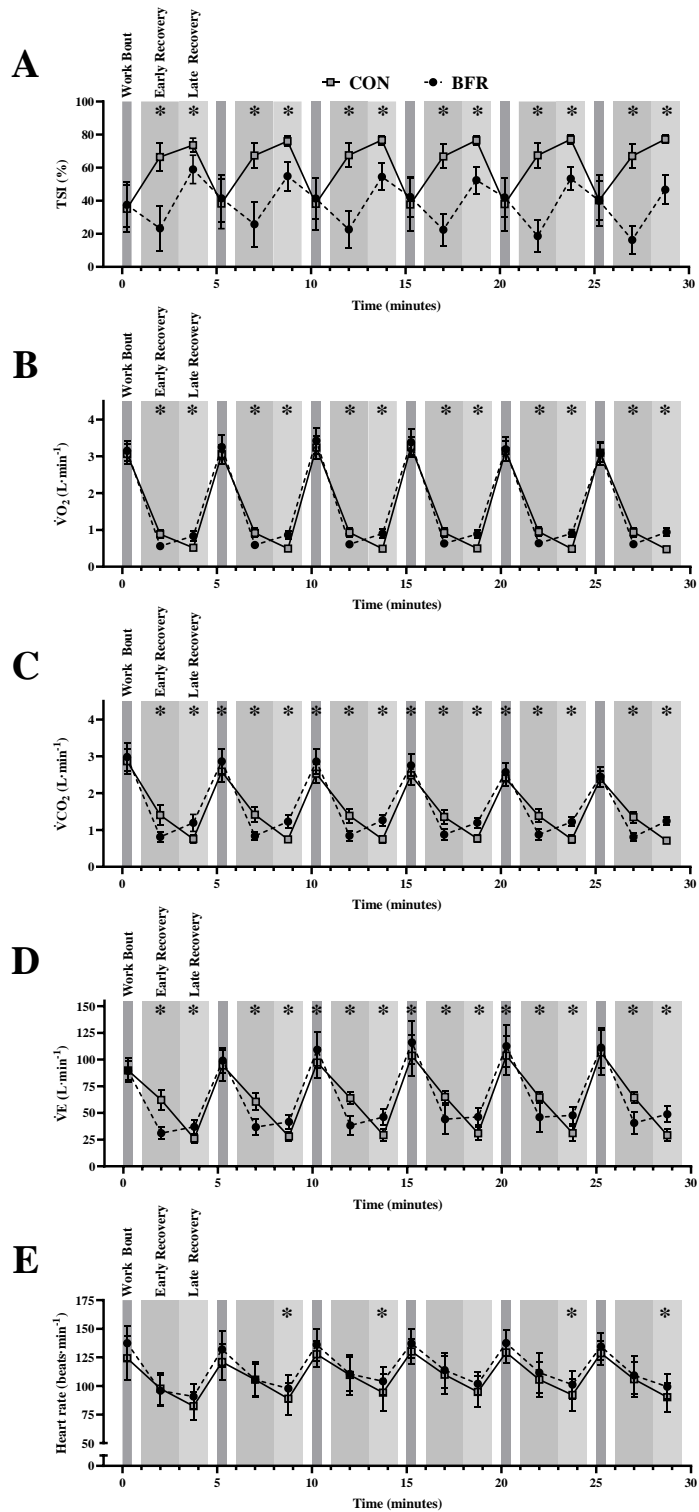 A
Work Bout
Early Recovery
Late Recovery
CON
BFR
* * * * * * * * * * * *
TSI (%)
100
80
60
40
20
0
0 5 10 15 20 25 30
Time (minutes)
B
Work Bout
Early Recovery
Late Recovery
* * * * * * * * * * * *
V̇O₂ (L·min⁻¹)
4
3
2
1
0
0 5 10 15 20 25 30
Time (minutes)
C
Work Bout
Early Recovery
Late Recovery
* * * * * * * * * * * * * * * *
V̇CO₂ (L·min⁻¹)
4
3
2
1
0
0 5 10 15 20 25 30
Time (minutes)
D
Work Bout
Early Recovery
Late Recovery
* * * * * * * * * * * * * * *
V̇E (L·min⁻¹)
150
125
100
75
50
25
0
0 5 10 15 20 25 30
Time (minutes)
E
Work Bout
Early Recovery
Late Recovery
* * * *
Heart rate (beats·min⁻¹)
175
150
125
100
75
50
0
0 5 10 15 20 25 30
Time (minutes)